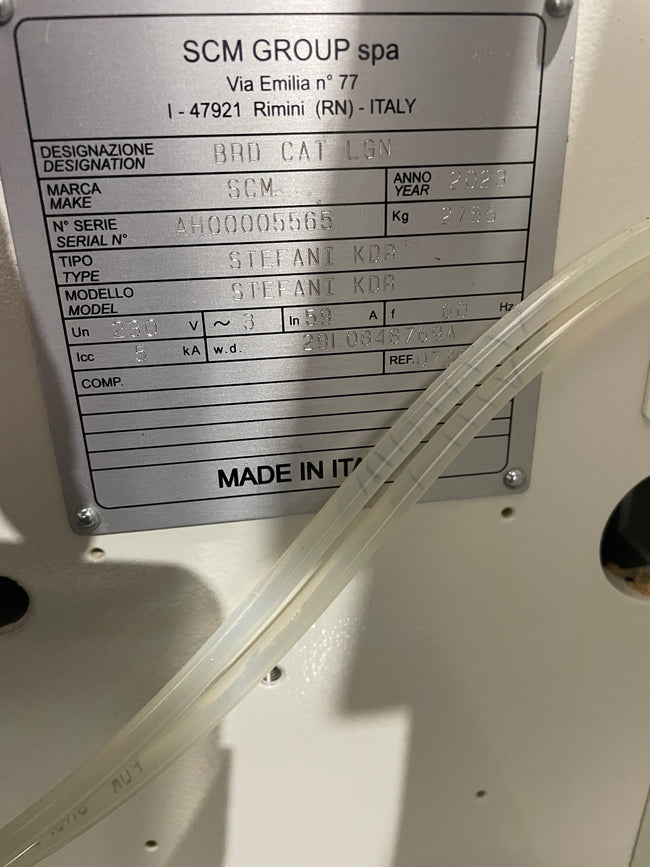 SCM GROUP spa
Via Emilia n° 77
I - 47921 Rimini (RN) - ITALY
DESIGNAZIONE
DESIGNATION
BRD CAT LGN
MARCA
MAKE
SCM
ANNO
YEAR
2023
N° SERIE
SERIAL N°
AH00005565
Kg
TIPO
TYPE
STEFANI KDR
MODELLO
MODEL
STEFANI KDR
Un 230 V ~ 3 In 59 A f 60 Hz
Icc 5 kA w.d.
REF.
COMP.
MADE IN
PUR